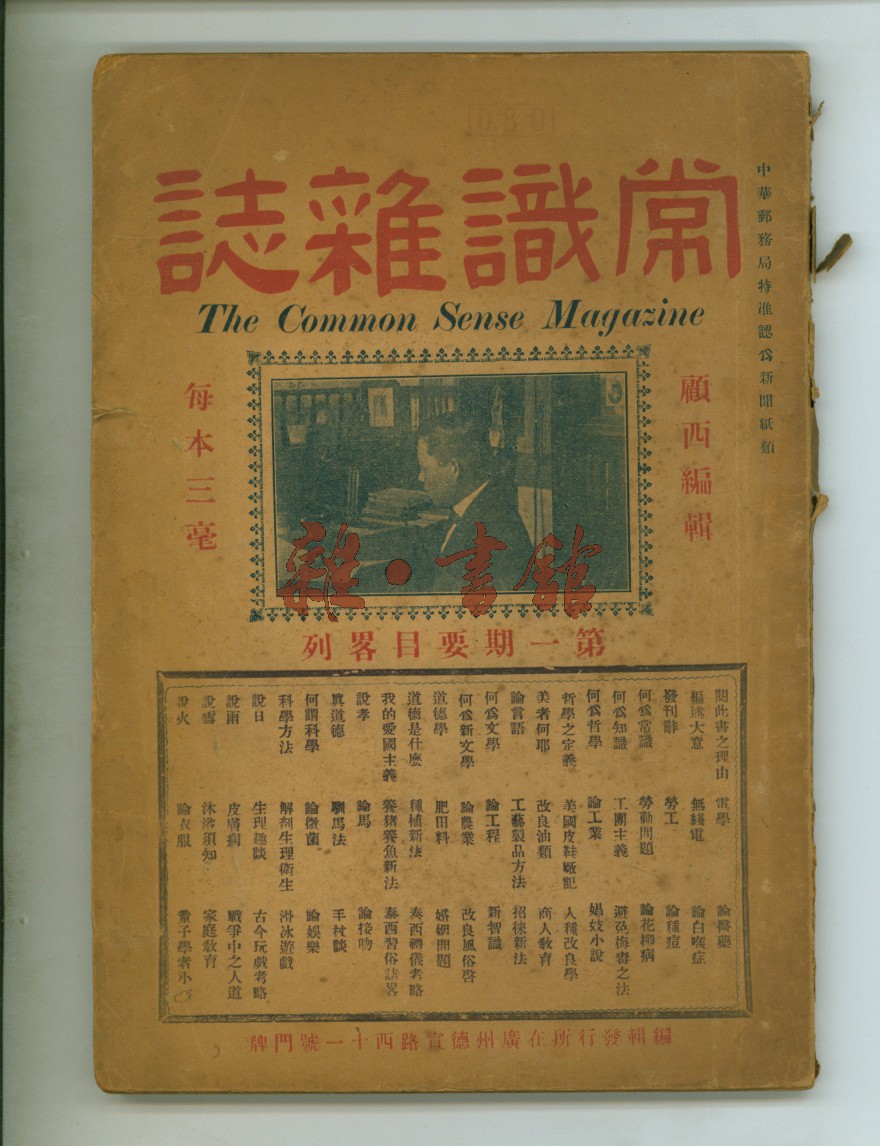 常識雜誌
The Common Sense Magazine
中華郵務局特准認爲新聞紙類
顧西編輯
每本三毫
雜·書館
第一期要目畧列
閱此書之理由
編述大意
發刊辭
何爲常識
何爲知識
何爲哲學
哲學之定義
美者何耶
論言語
何爲文學
何爲新文學
道德學
道德是什麽
我的愛國主義
說孝
眞道德
何謂科學
科學方法
說日
說雨
說雪
說火
電學
無綫電
勞工
勞動問題
工團主義
論工業
美國皮鞋廠記
改良油類
工藝製品方法
論工程
論農業
肥田料
種植新法
養猪養魚新法
論馬
馴馬法
論微菌
解剖生理衛生
生理趣談
皮膚病
沐浴須知
論衣服
論醫藥
論白喉症
論種痘
論花柳病
避免梅毒之法
娼妓小說
人種改良學
商人敎育
招徠新法
新智識
改良風俗啓
婚姻問題
泰西禮儀考略
泰西習俗誌畧
論接吻
手杖談
論娛樂
滑冰遊戲
古今玩戲考略
戰爭中之人道
家庭敎育
童子學者小
編輯發行所在廣州德宣路西十一號門牌